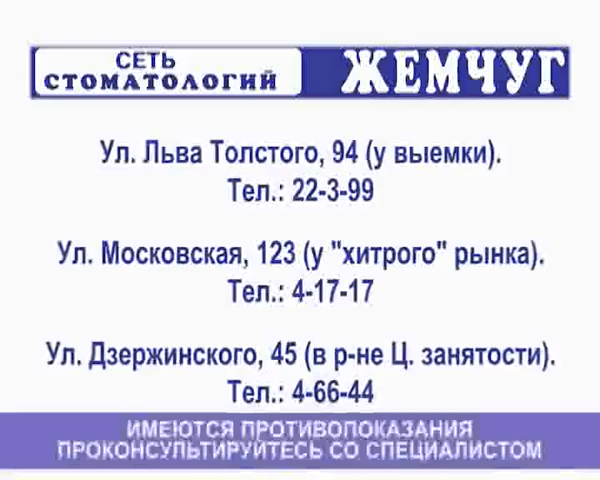 СЕТЬ
СТОМАТОЛОГИЙ
ЖЕМЧУГ
Ул. Льва Толстого, 94 (у выемки).
Тел.: 22-3-99
Ул. Московская, 123 (у "хитрого" рынка).
Тел.: 4-17-17
Ул. Дзержинского, 45 (в р-не Ц. занятости).
Тел.: 4-66-44
ИМЕЮТСЯ ПРОТИВОПОКАЗАНИЯ
ПРОКОНСУЛЬТИРУЙТЕСЬ СО СПЕЦИАЛИСТОМ